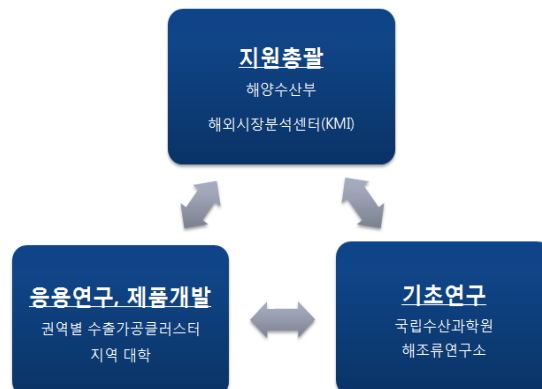 지원총괄
해양수산부
해외시장분석센터(KMI)
응용연구, 제품개발
권역별 수출가공클러스터
지역 대학
기초연구
국립수산과학원
해조류연구소